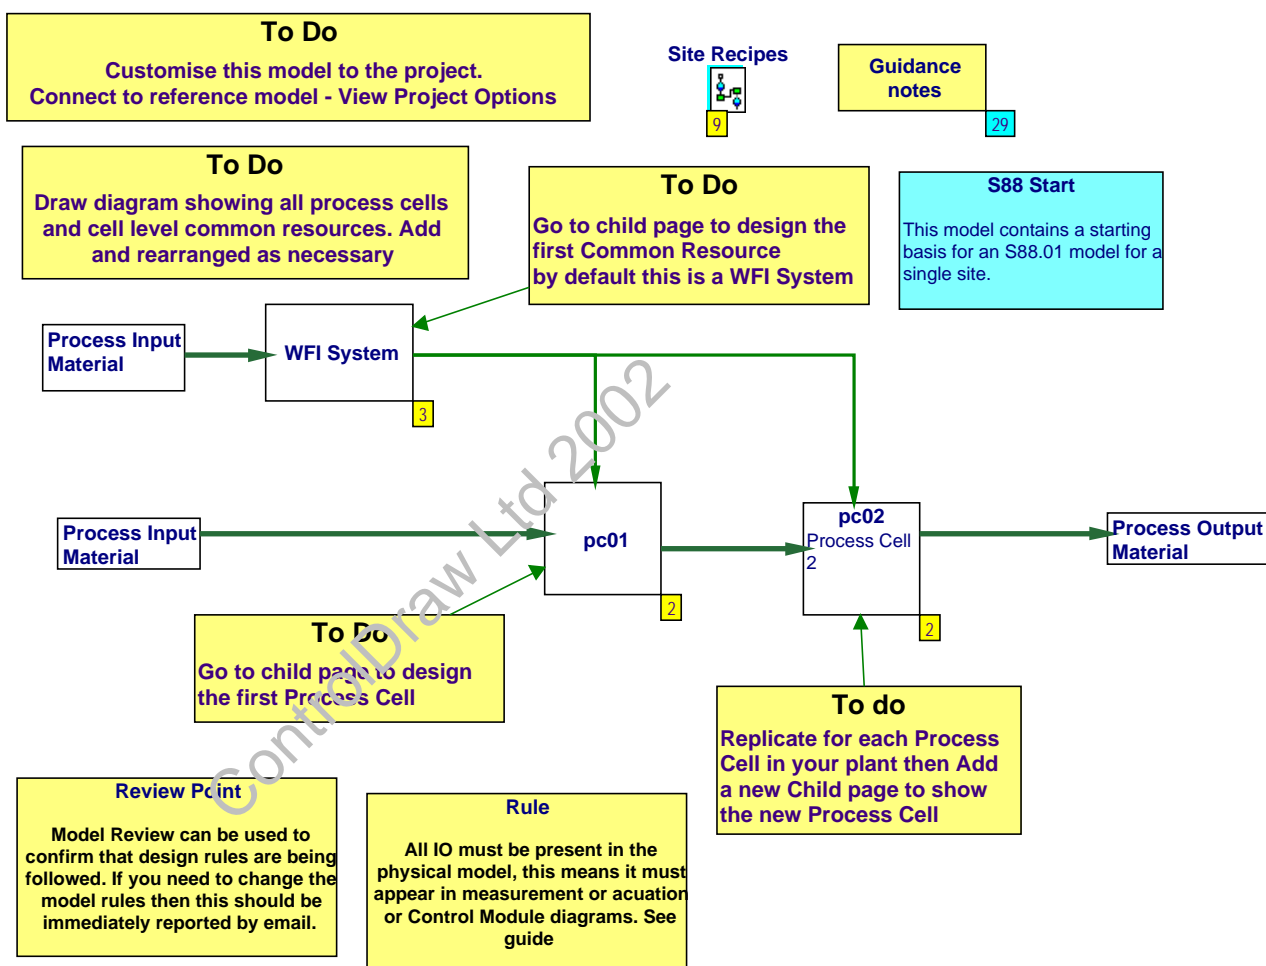 To Do
Customise this model to the project.
Connect to reference model - View Project Options
Site Recipes
9
Guidance
notes
29
To Do
Draw diagram showing all process cells
and cell level common resources. Add
and rearranged as necessary
To Do
Go to child page to design the
first Common Resource
by default this is a WFI System
S88 Start
This model contains a starting
basis for an S88.01 model for a
single site.
Process Input
Material
WFI System
3
Process Input
Material
pc01
2
pc02
Process Cell
2
2
Process Output
Material
To Do
Go to child page to design
the first Process Cell
To do
Replicate for each Process
Cell in your plant then Add
a new Child page to show
the new Process Cell
Review Point
Model Review can be used to
confirm that design rules are being
followed. If you need to change the
model rules then this should be
immediately reported by email.
Rule
All IO must be present in the
physical model, this means it must
appear in measurement or acuation
or Control Module diagrams. See
guide
ControlDraw Ltd 2002